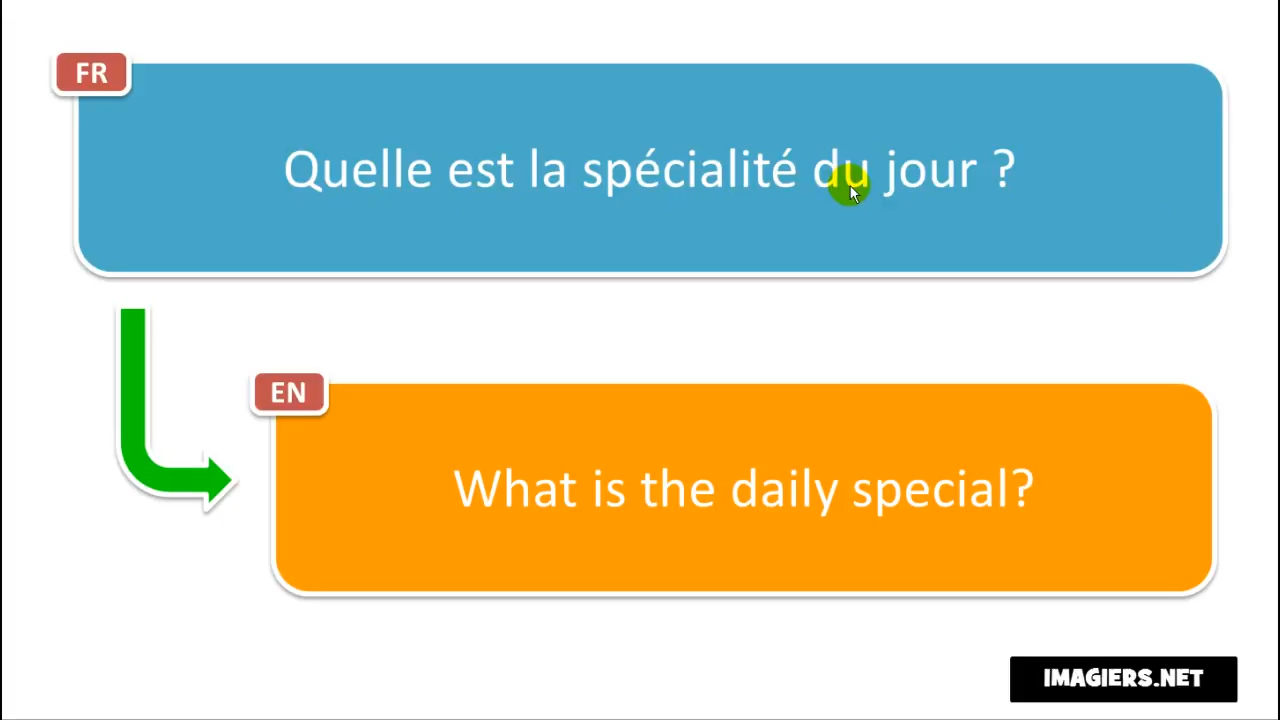 FR
Quelle est la spécialité du jour ?
EN
What is the daily special?
IMAGIERS.NET